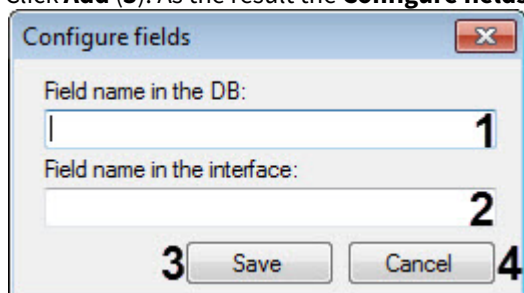 Click Add (3). As the result the Configure fields
Configure fields
Field name in the DB:
1
Field name in the interface:
2
3 Save Cancel 4